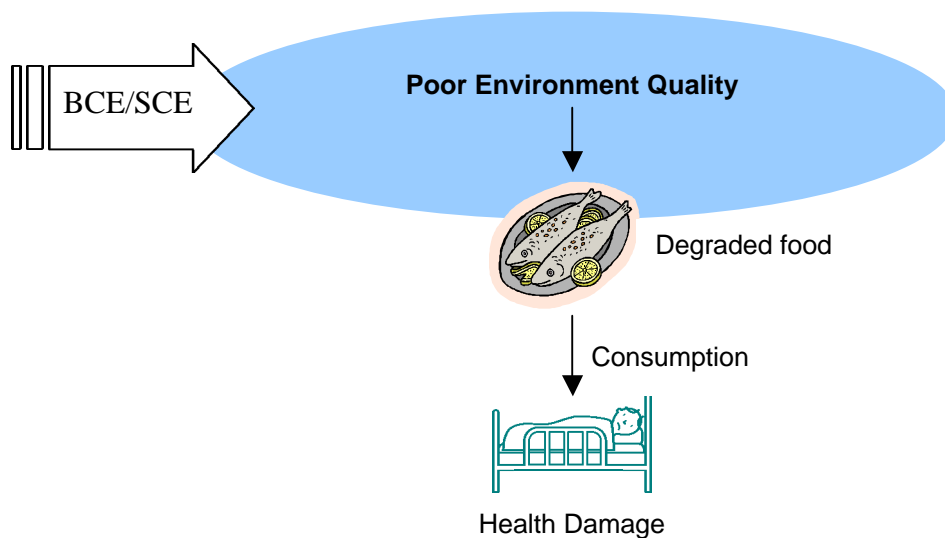 BCE/SCE
Poor Environment Quality
Degraded food
Consumption
Health Damage